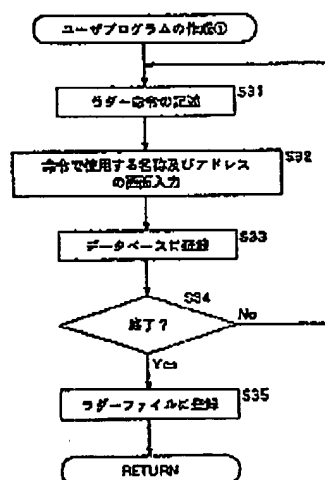 ユーザプログラムの作成①
ラダー命令の記述
S31
命令で使用する名称及びアドレス
の画面入力
S32
データベースに登録
S33
終了?
S34
No
Yes
ラダーファイルに登録
S35
RETURN